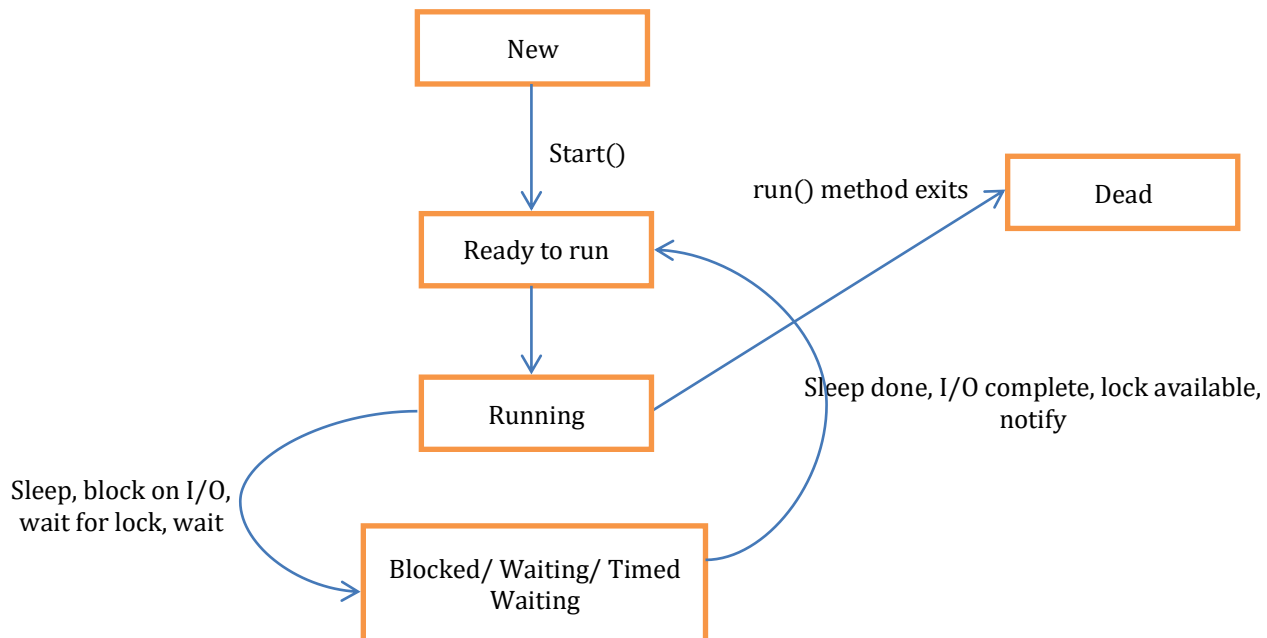 New
Start()
run() method exits
Dead
Ready to run
Running
Sleep done, I/O complete, lock available,
notify
Sleep, block on I/O,
wait for lock, wait
Blocked/ Waiting/ Timed
Waiting